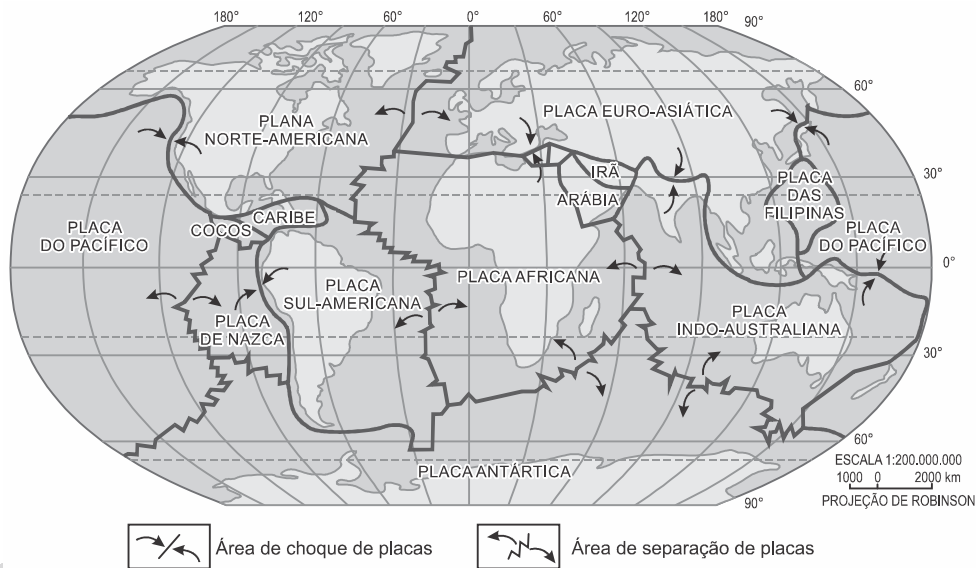 180° 120° 60° 0° 60° 120° 180°
90°
60°
PLACA EURO-ASIÁTICA
PLANA
NORTE-AMERICANA
IRÃ
30°
PLACA
DAS
FILIPINAS
ARÁBIA
CARIBE
COCOS
PLACA
DO PACÍFICO
PLACA
DO PACÍFICO
0°
PLACA
SUL-AMERICANA
PLACA AFRICANA
PLACA
DE NAZCA
PLACA
INDO-AUSTRALIANA
30°
60°
PLACA ANTÁRTICA
ESCALA 1:200.000.000
1000 0 2000 km
PROJEÇÃO DE ROBINSON
90°
Área de choque de placas
Área de separação de placas